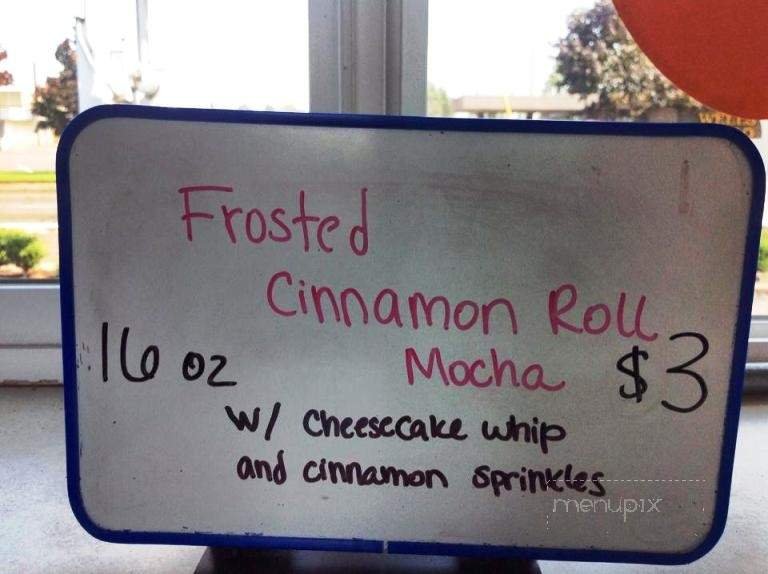 Frosted
Cinnamon Roll
16 oz Mocha $3
w/ cheesecake whip
and cinnamon sprinkles
menupix